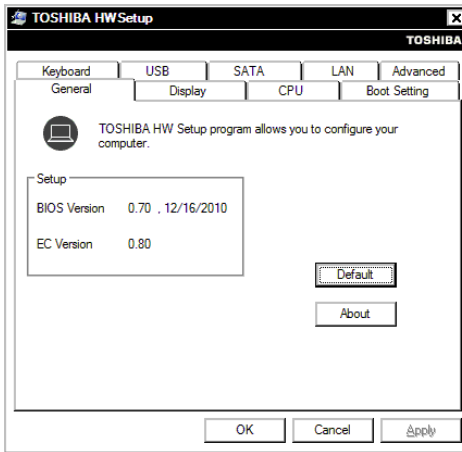 TOSHIBA HWSetup
TOSHIBA
Keyboard USB SATA LAN Advanced
General Display CPU Boot Setting
TOSHIBA HW Setup program allows you to configure your
computer.
Setup
BIOS Version 0.70 , 12/16/2010
EC Version 0.80
Default
About
OK Cancel Apply